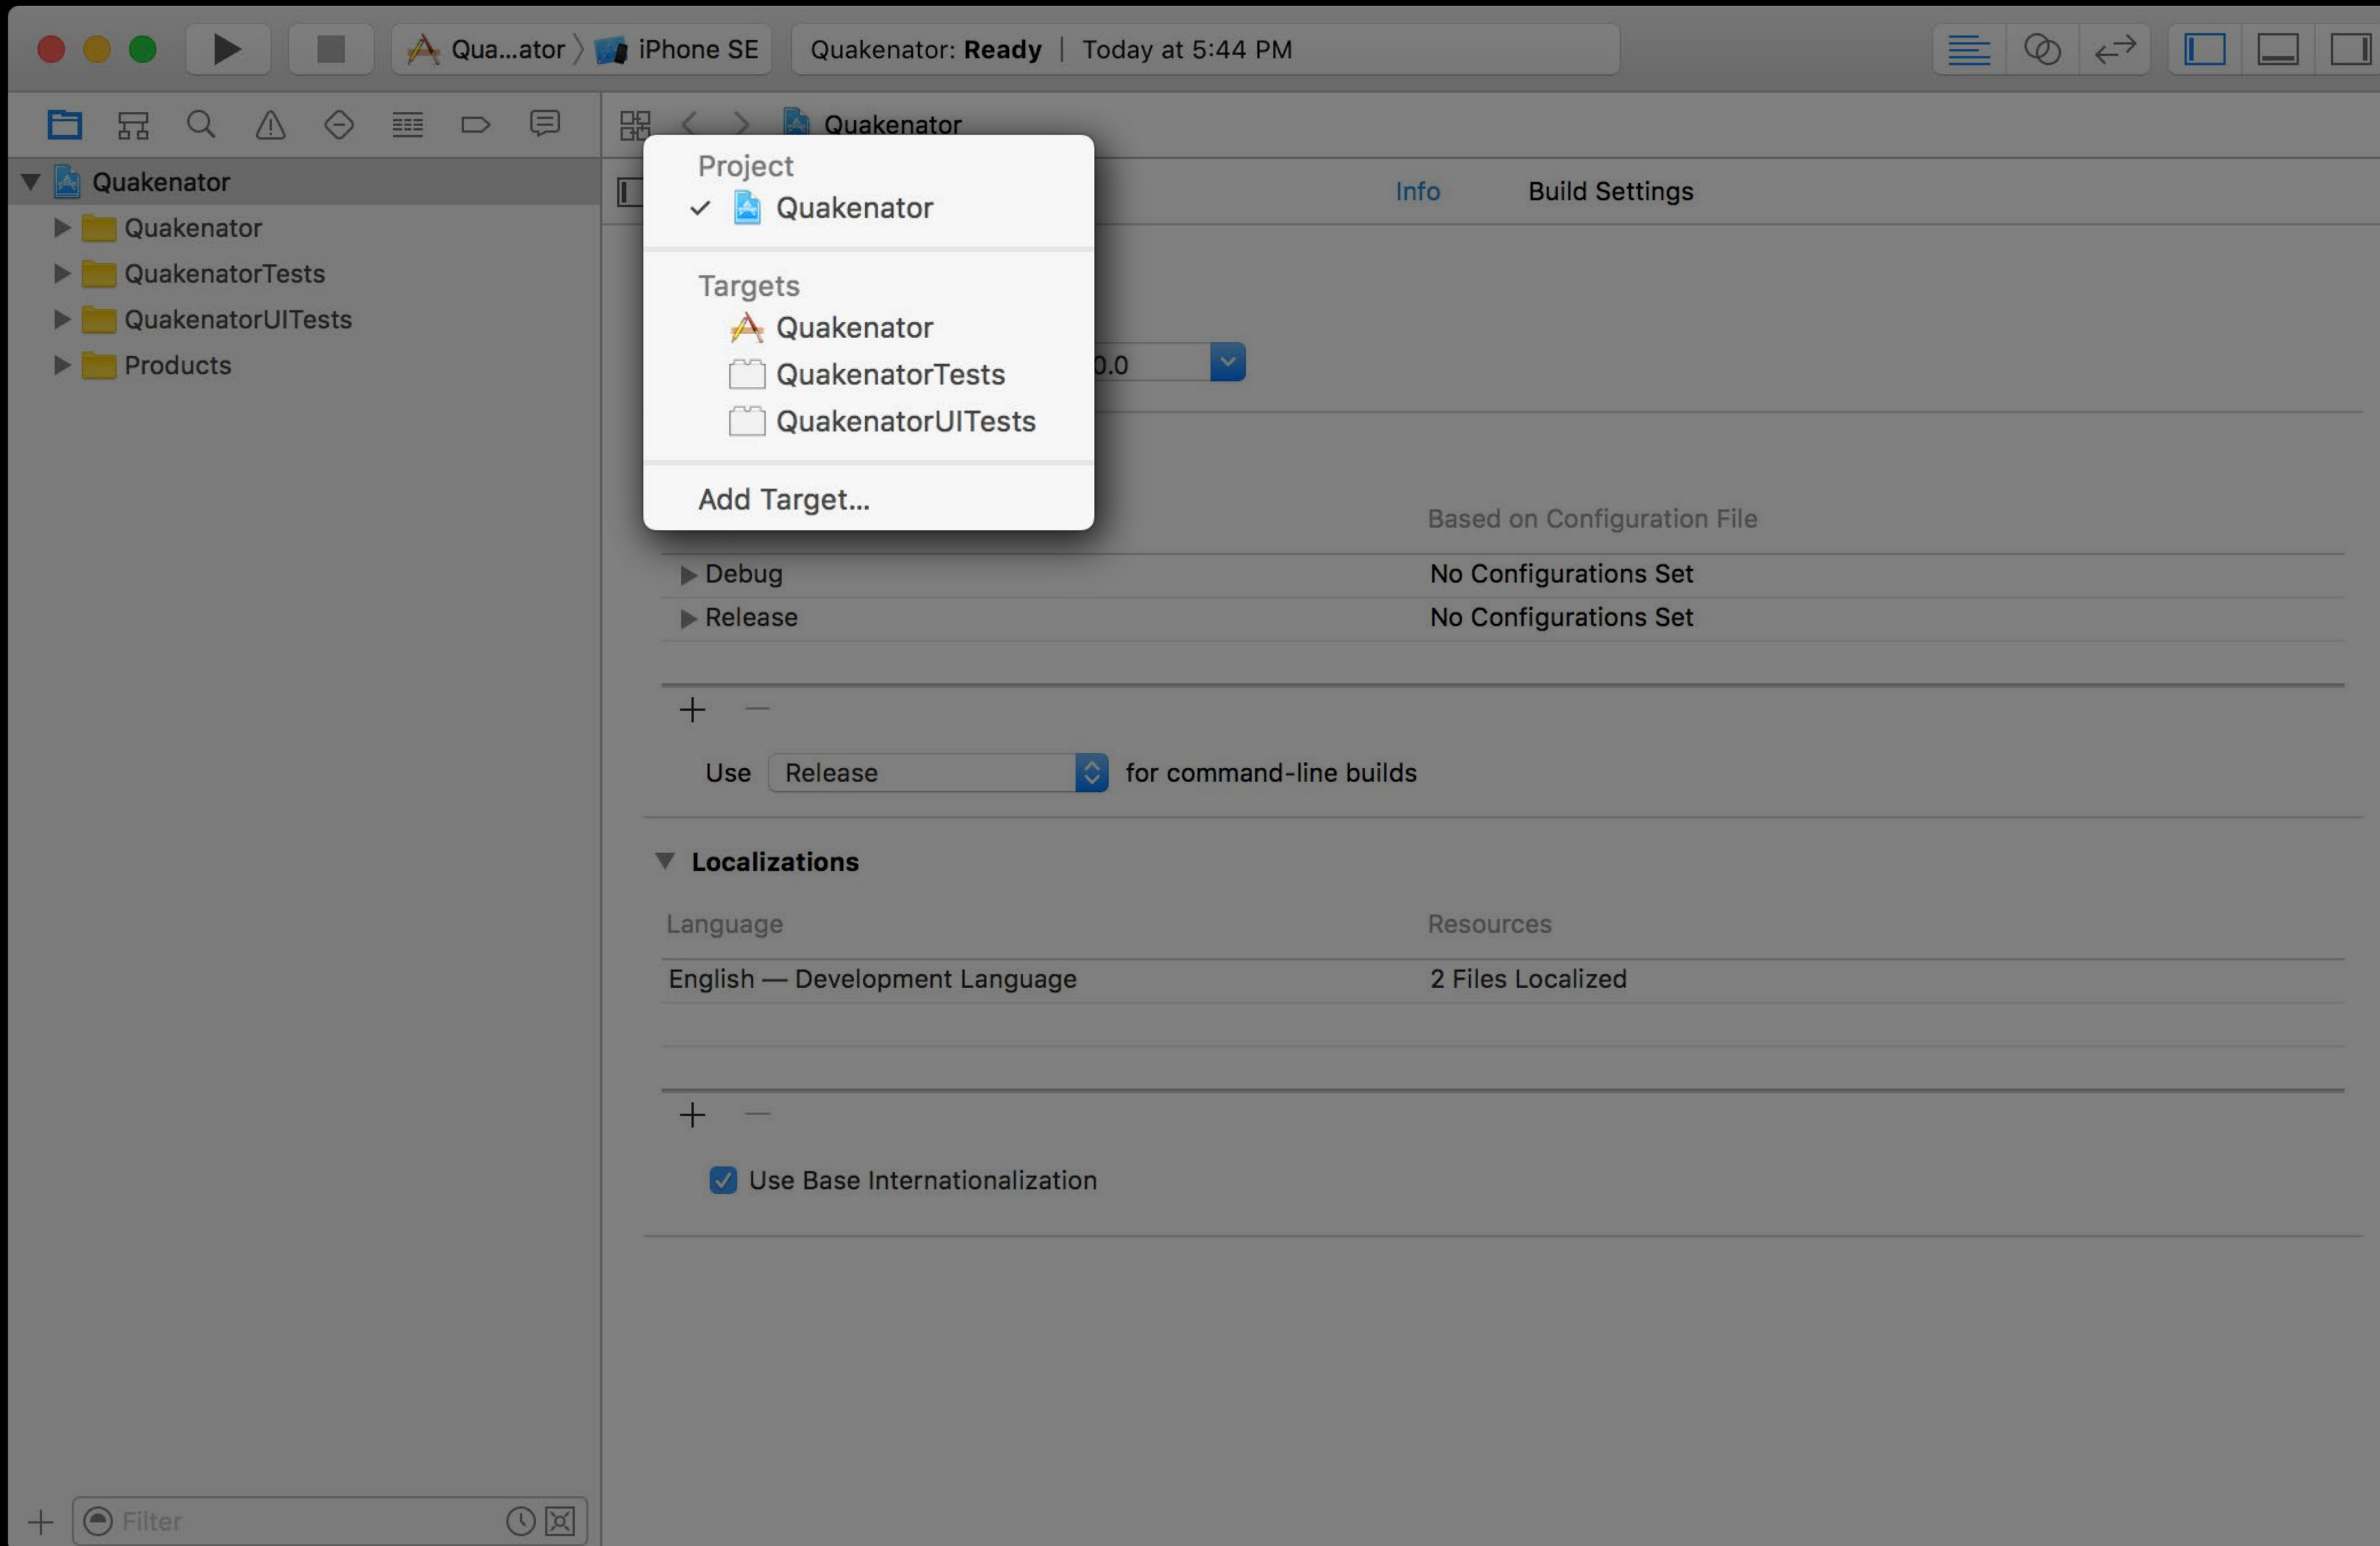 Qua...ator 〉 iPhone SE
Quakenator: Ready | Today at 5:44 PM
Quakenator
Quakenator
QuakenatorTests
QuakenatorUITests
Products
Filter
Quakenator
Project
✓ Quakenator
Targets
Quakenator
QuakenatorTests
QuakenatorUITests
Add Target...
Info Build Settings
0.0
Based on Configuration File
Debug No Configurations Set
Release No Configurations Set
+ —
Use Release for command-line builds
Localizations
Language Resources
English — Development Language 2 Files Localized
+ —
Use Base Internationalization